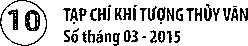 10
TẠP CHÍ KHÍ TƯỢNG THỦY VĂN
Số tháng 03 - 2015